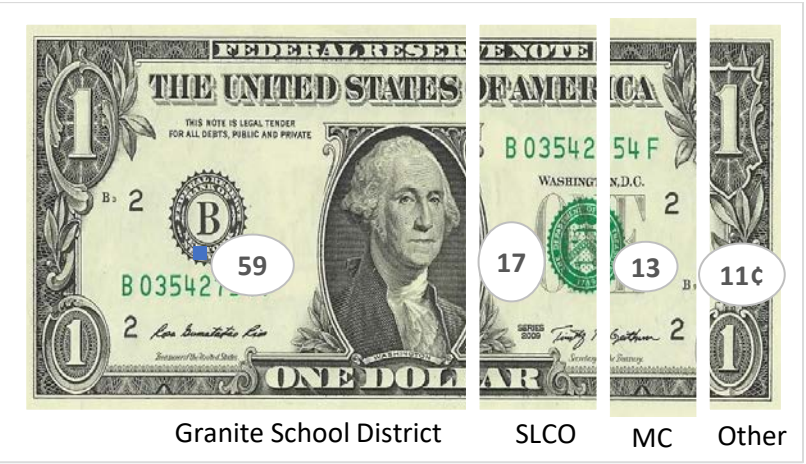 FEDERAL RESERVE NOTE
THE UNITED STATES OF AMERICA
THIS NOTE IS LEGAL TENDER
FOR ALL DEBTS, PUBLIC AND PRIVATE
B 03542 54 F
WASHINGTON, D.C.
B 2
2
B
59
17
13
11¢
B 03542
2
SERIES
2009
2
WASHINGTON
ONE DOLLAR
1
1
1
1
Granite School District
SLCO
MC
Other